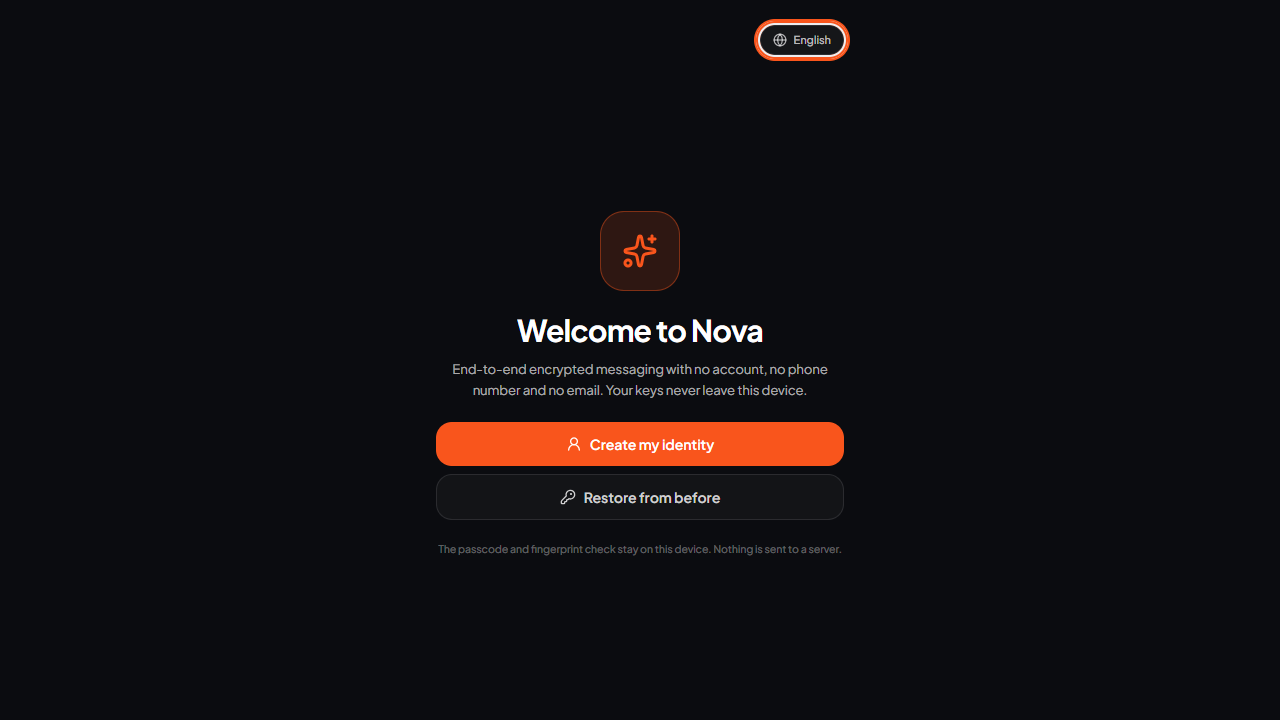 English
Welcome to Nova
End-to-end encrypted messaging with no account, no phone
number and no email. Your keys never leave this device.
Create my identity
Restore from before
The passcode and fingerprint check stay on this device. Nothing is sent to a server.